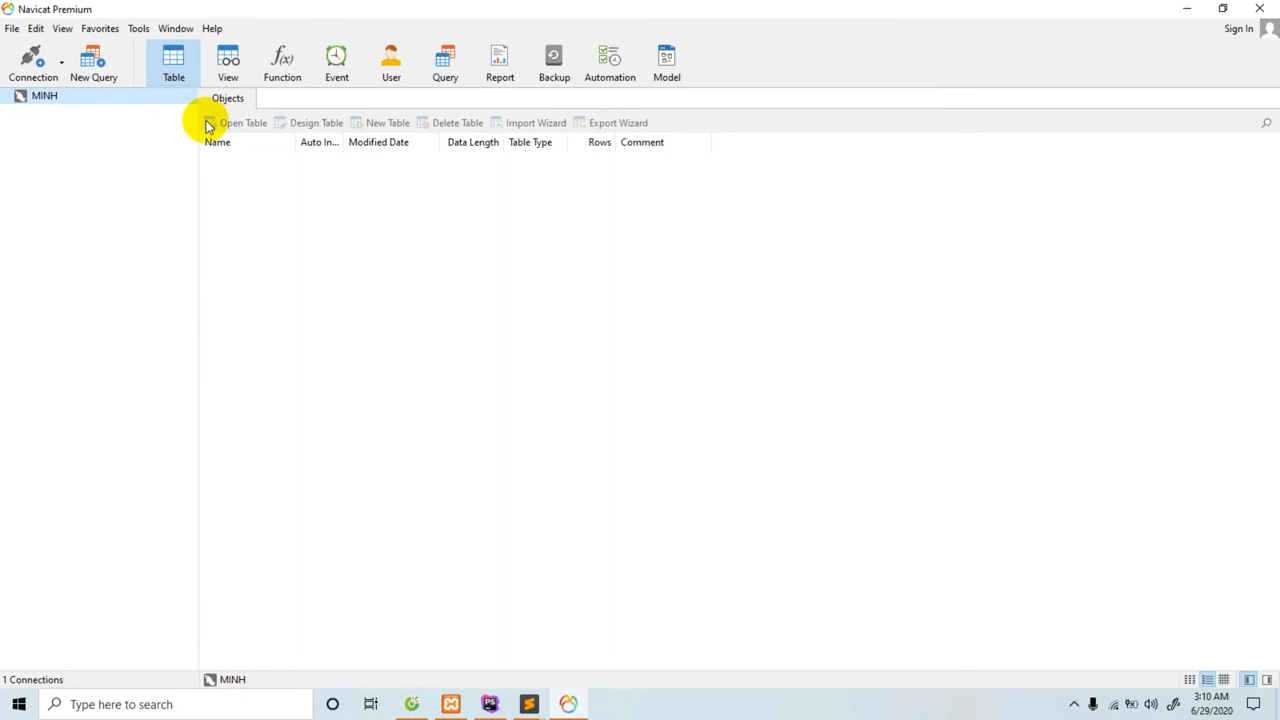 Navicat Premium
File Edit View Favorites Tools Window Help
Sign In
Connection New Query Table View Function Event User Query Report Backup Automation Model
MINH
Objects
Open Table Design Table New Table Delete Table Import Wizard Export Wizard
Name Auto In... Modified Date Data Length Table Type Rows Comment
1 Connections MINH
Type here to search
PS
3:10 AM
6/29/2020